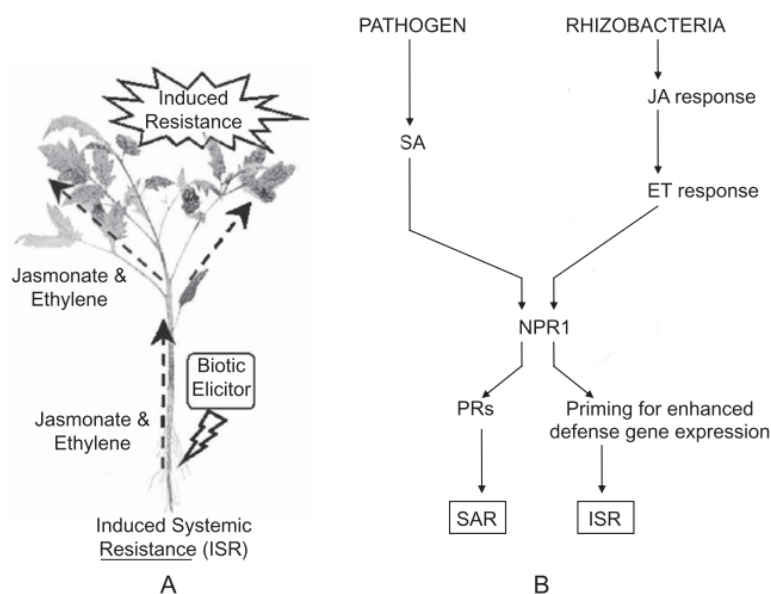 Induced
Resistance
Jasmonate &
Ethylene
Biotic
Elicitor
Jasmonate &
Ethylene
Induced Systemic
Resistance (ISR)
A
PATHOGEN
RHIZOBACTERIA
JA response
SA
ET response
NPR1
PRs
Priming for enhanced
defense gene expression
SAR
ISR
B